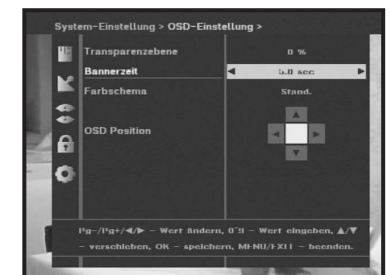 System-Einstellung > OSD-Einstellung >
Transparenzebene 0 %
Bannerzeit ◀ 5.0 sec ▶
Farbschema Stand.
▲
OSD Position ◀ ▶
▼
Pg-/Pg+/◀/▶ - Wert ändern, 0~9 - Wert eingeben, ▲/▼
- verschieben, OK - speichern, MENU/EXIT - beenden.